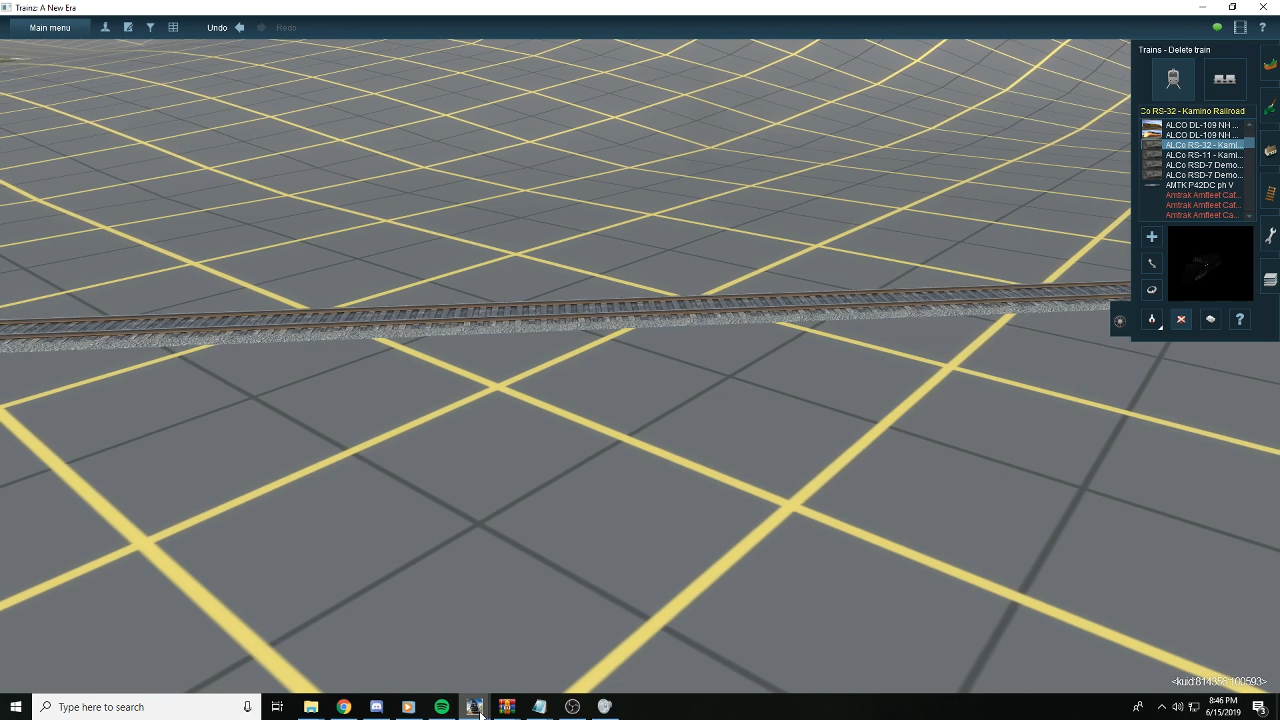 Trainz: A New Era
Main menu
Undo
Redo
Trains - Delete train
Co RS-32 - Kamino Railroad
ALCO DL-109 NH ...
ALCO DL-109 NH ...
ALCo RS-32 - Kami...
ALCo RS-11 - Kami...
ALCo RSD-7 Demo...
ALCo RSD-7 Demo...
AMTK P42DC ph V
Amtrak Amfleet Caf...
Amtrak Amfleet Caf...
Amtrak Amfleet Ca...
?
?
<kuid:814358:100593>
Type here to search
8:46 PM
6/15/2019
3